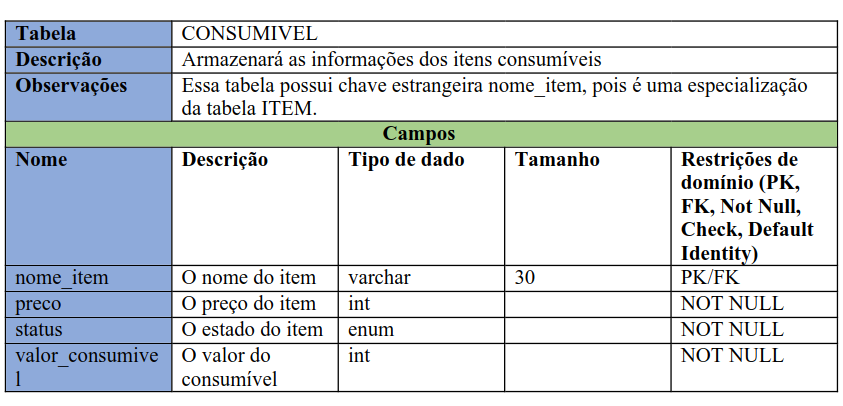 Tabela CONSUMIVEL
Descrição Armazenará as informações dos itens consumíveis
Observações Essa tabela possui chave estrangeira nome_item, pois é uma especialização
da tabela ITEM.
Campos
Nome Descrição Tipo de dado Tamanho Restrições de
domínio (PK,
FK, Not Null,
Check, Default
Identity)
nome_item O nome do item varchar 30 PK/FK
preco O preço do item int NOT NULL
status O estado do item enum NOT NULL
valor_consumive O valor do int NOT NULL
l consumível